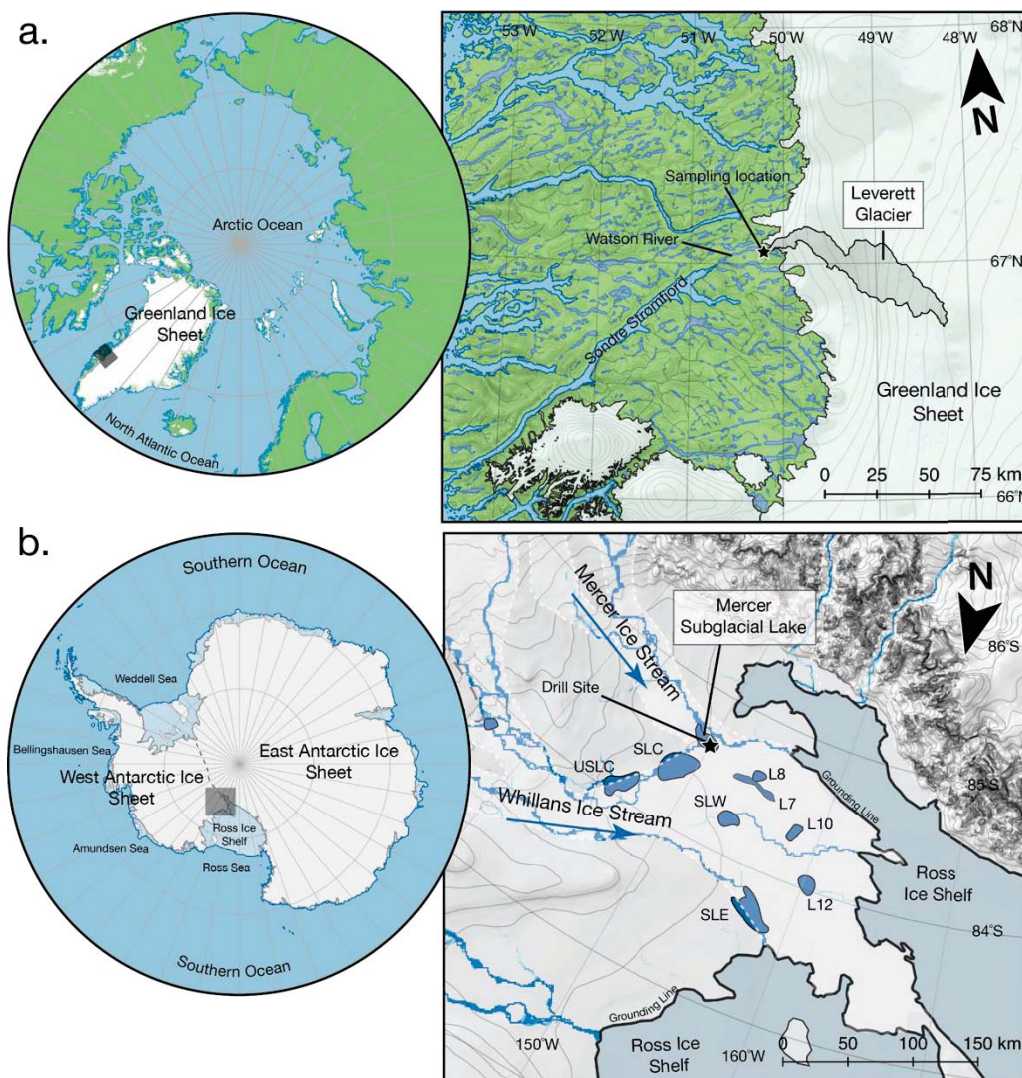 a.
Arctic Ocean
Greenland Ice
Sheet
North Atlantic Ocean
53°W
52°W
51°W
50°W
49°W
48°W
68°N
N
Sampling location
Leverett
Glacier
Watson River
67°N
Sondre Stromfjord
Greenland Ice
Sheet
0 25 50 75 km
66°N
b.
Southern Ocean
Weddell Sea
Bellingshausen Sea
East Antarctic Ice
Sheet
West Antarctic Ice
Sheet
Ross Ice
Shelf
Amundsen Sea
Ross Sea
Southern Ocean
Mercer Ice Stream
Mercer
Subglacial Lake
N
86°S
Drill Site
SLC
USLC
L8
L7
85°S
Grounding Line
Whillans Ice Stream
SLW
L10
Ross
Ice Shelf
L12
SLE
84°S
Grounding Line
150°W
Ross Ice
Shelf
160°W
0 50 100 150 km